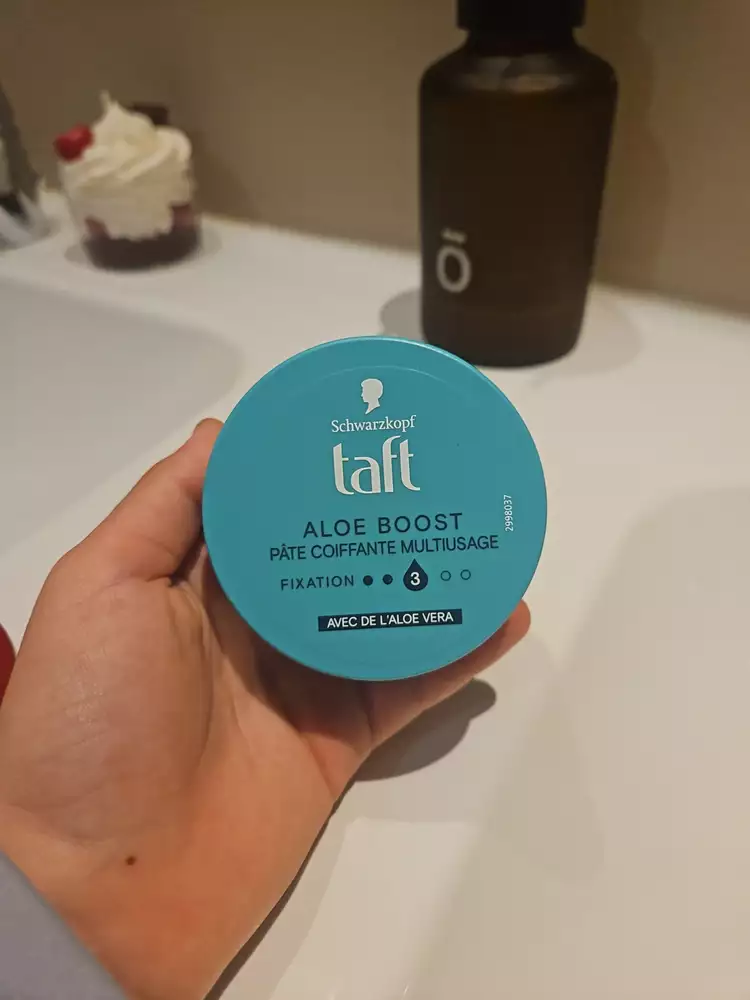 Schwarzkopf
taft
ALOE BOOST
PÂTE COIFFANTE MULTIUSAGE
FIXATION 3
AVEC DE L'ALOE VERA
2998037
ō